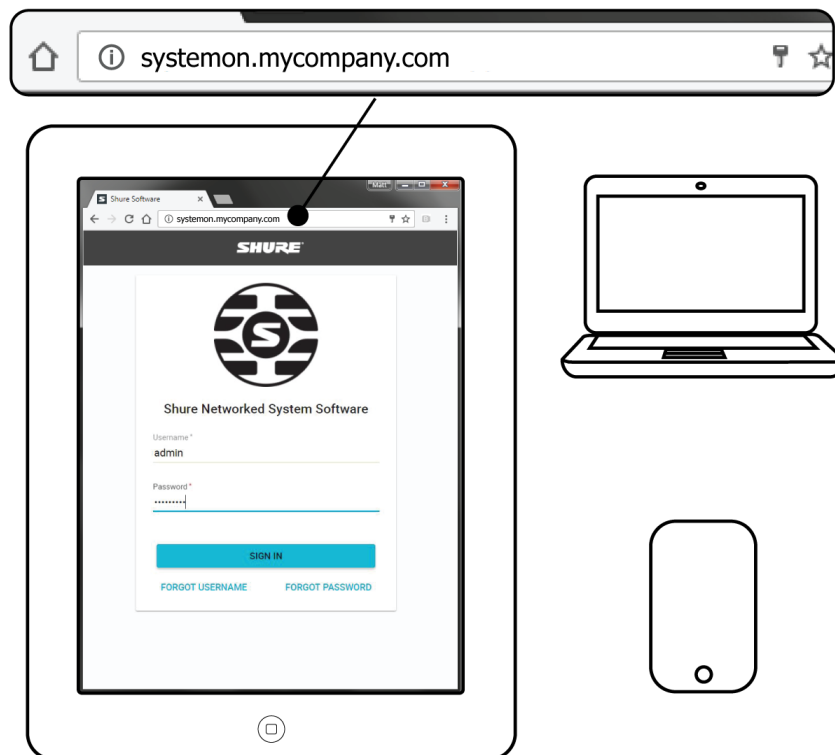 systemon.mycompany.com
"Matt"
Shure Software
systemon.mycompany.com
SHURE
S
Shure Networked System Software
Username *
admin
Password *
•••••••••
SIGN IN
FORGOT USERNAME FORGOT PASSWORD